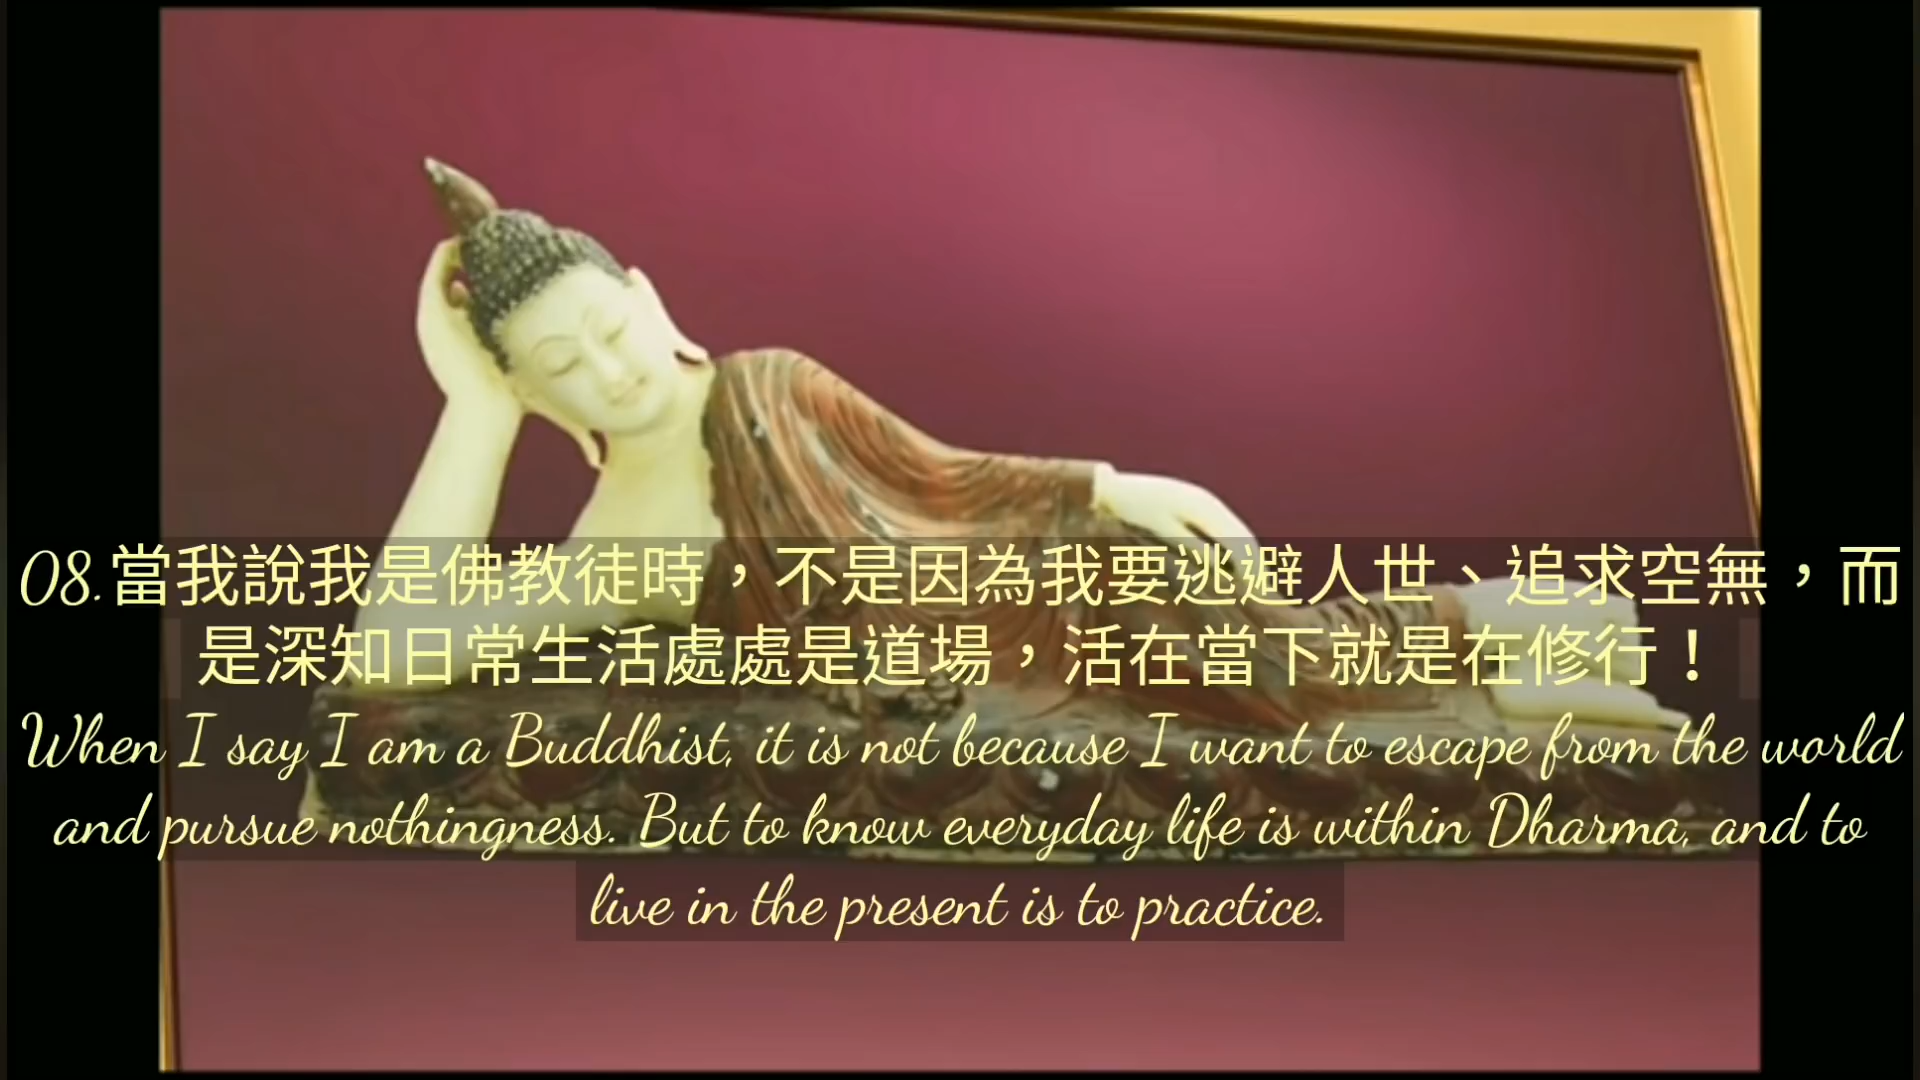 08.當我說我是佛教徒時，不是因為我要逃避人世、追求空無，而
是深知日常生活處處是道場，活在當下就是在修行！
When I say I am a Buddhist, it is not because I want to escape from the world
and pursue nothingness. But to know everyday life is within Dharma, and to
live in the present is to practice.